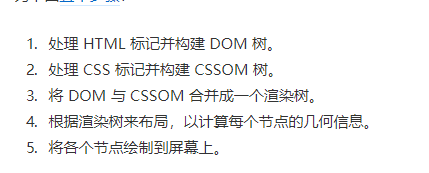 1. 处理 HTML 标记并构建 DOM 树。
2. 处理 CSS 标记并构建 CSSOM 树。
3. 将 DOM 与 CSSOM 合并成一个渲染树。
4. 根据渲染树来布局，以计算每个节点的几何信息。
5. 将各个节点绘制到屏幕上。